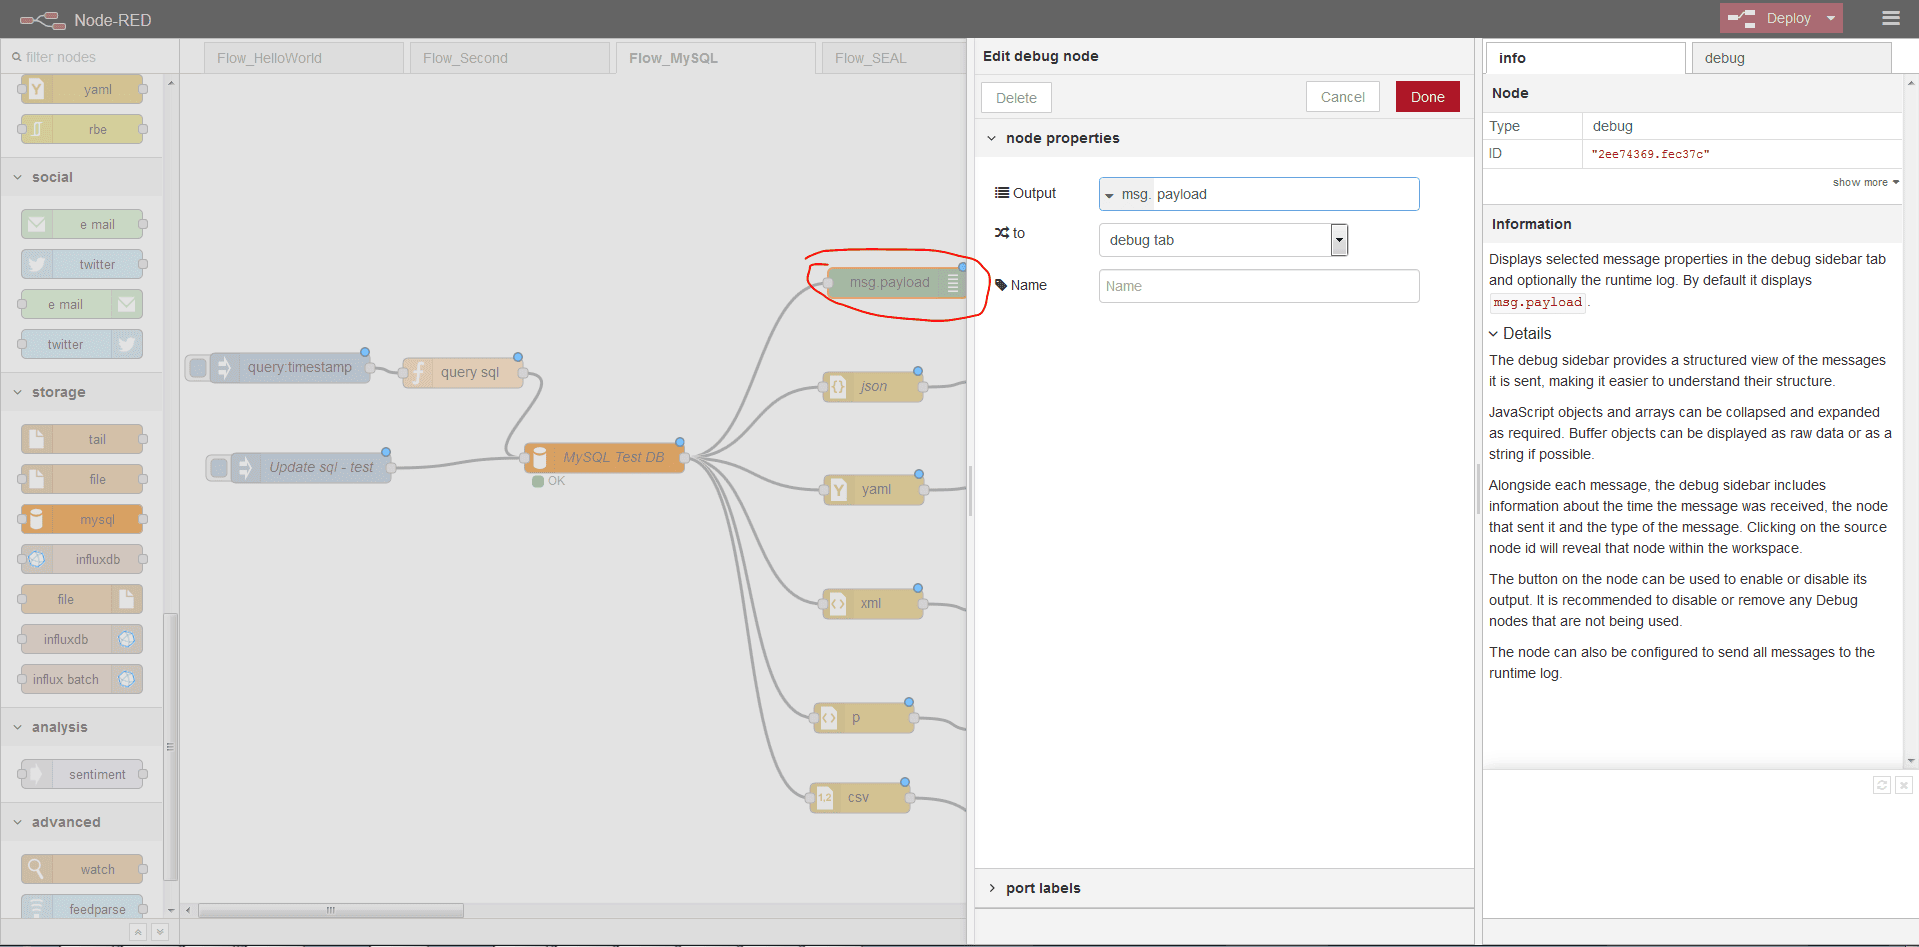 Node-RED
Deploy
filter nodes
Flow_HelloWorld
Flow_Second
Flow_MySQL
Flow_SEAL
yaml
rbe
social
e mail
twitter
e mail
twitter
storage
tail
file
mysql
influxdb
file
influxdb
influx batch
analysis
sentiment
advanced
watch
feedparse
query:timestamp
query sql
Update sql - test
MySQL Test DB
OK
msg.payload
json
yaml
xml
p
csv
1.2
Edit debug node
Delete
Cancel
Done
node properties
Output
msg. payload
to
debug tab
Name
Name
port labels
info
debug
Node
Type
debug
ID
"2ee74369.fec37c"
show more
Information
Displays selected message properties in the debug sidebar tab
and optionally the runtime log. By default it displays
msg.payload.
Details
The debug sidebar provides a structured view of the messages
it is sent, making it easier to understand their structure.
JavaScript objects and arrays can be collapsed and expanded
as required. Buffer objects can be displayed as raw data or as a
string if possible.
Alongside each message, the debug sidebar includes
information about the time the message was received, the node
that sent it and the type of the message. Clicking on the source
node id will reveal that node within the workspace.
The button on the node can be used to enable or disable its
output. It is recommended to disable or remove any Debug
nodes that are not being used.
The node can also be configured to send all messages to the
runtime log.